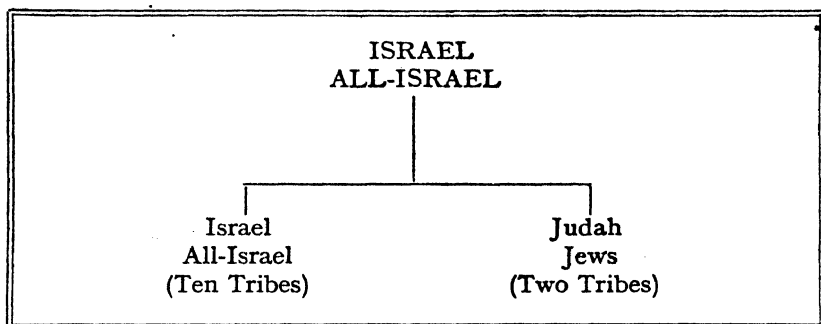 ISRAEL
ALL-ISRAEL
Israel
All-Israel
(Ten Tribes)
Judah
Jews
(Two Tribes)